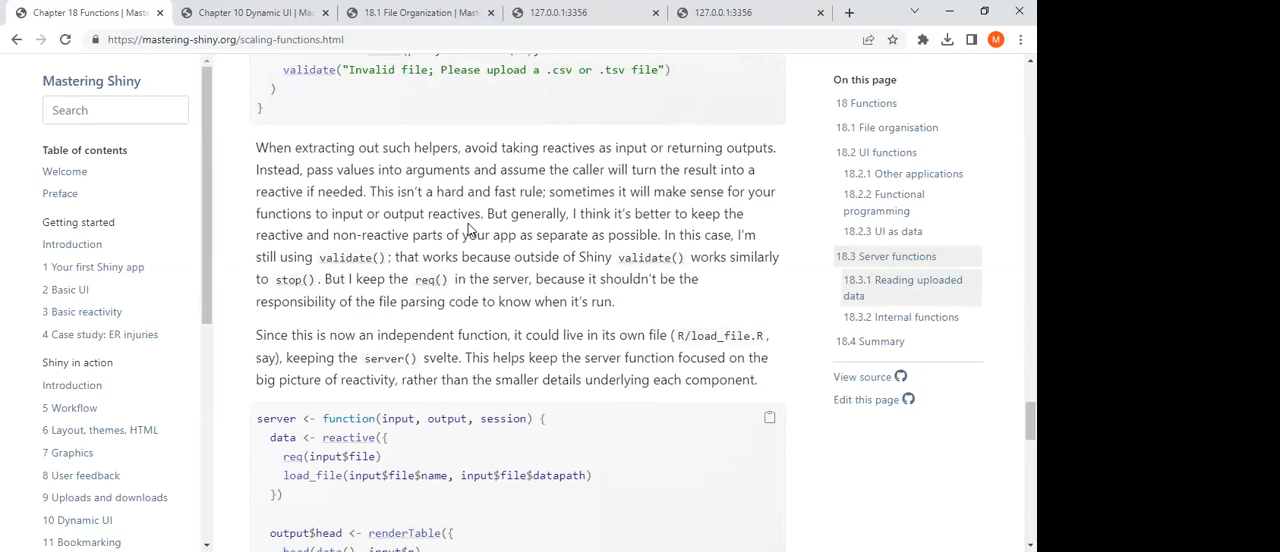 Chapter 18 Functions | Maste
Chapter 10 Dynamic UI | Master
18.1 File Organization | Masteri
127.0.0.1:3356
127.0.0.1:3356
https://mastering-shiny.org/scaling-functions.html
M
Mastering Shiny
Search
Table of contents
Welcome
Preface
Getting started
Introduction
1 Your first Shiny app
2 Basic UI
3 Basic reactivity
4 Case study: ER injuries
Shiny in action
Introduction
5 Workflow
6 Layout, themes, HTML
7 Graphics
8 User feedback
9 Uploads and downloads
10 Dynamic UI
11 Bookmarking
validate("Invalid file; Please upload a .csv or .tsv file")
)
}
When extracting out such helpers, avoid taking reactives as input or returning outputs.
Instead, pass values into arguments and assume the caller will turn the result into a
reactive if needed. This isn't a hard and fast rule; sometimes it will make sense for your
functions to input or output reactives. But generally, I think it's better to keep the
reactive and non-reactive parts of your app as separate as possible. In this case, I'm
still using validate(); that works because outside of Shiny validate() works similarly
to stop(). But I keep the req() in the server, because it shouldn't be the
responsibility of the file parsing code to know when it's run.
Since this is now an independent function, it could live in its own file (R/load_file.R,
say), keeping the server() svelte. This helps keep the server function focused on the
big picture of reactivity, rather than the smaller details underlying each component.
server <- function(input, output, session) {
data <- reactive({
req(input$file)
load_file(input$file$name, input$file$datapath)
})
output$head <- renderTable({
head(data(), input$n)
On this page
18 Functions
18.1 File organisation
18.2 UI functions
18.2.1 Other applications
18.2.2 Functional
programming
18.2.3 UI as data
18.3 Server functions
18.3.1 Reading uploaded
data
18.3.2 Internal functions
18.4 Summary
View source
Edit this page